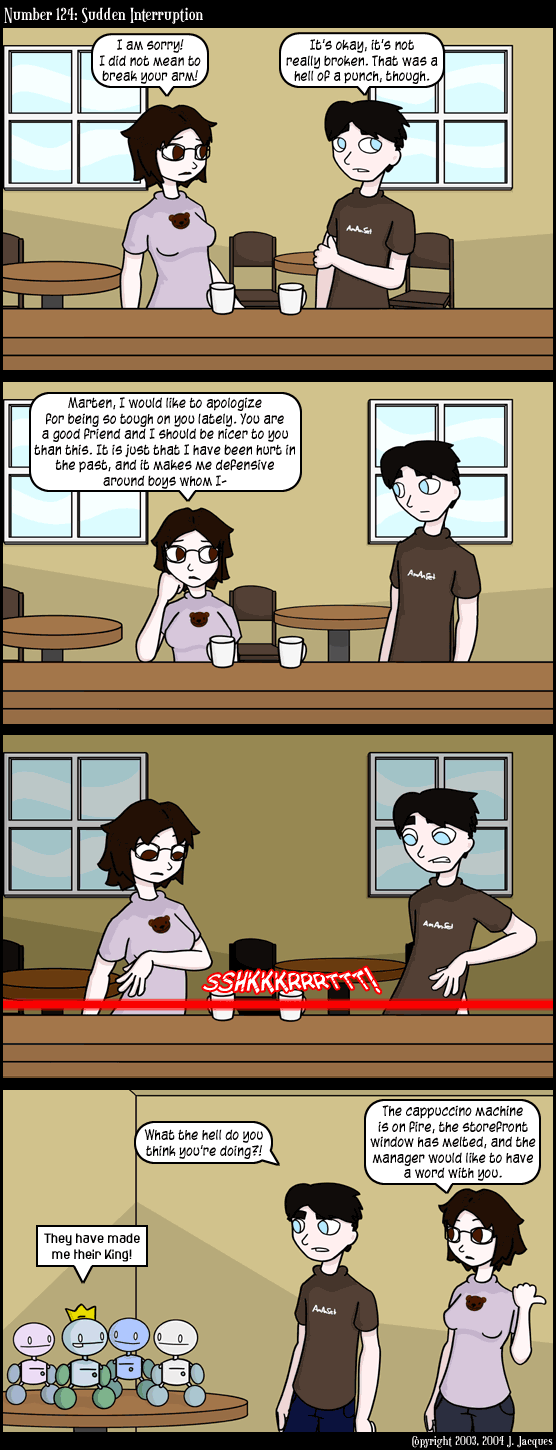 Number 124: Sudden Interruption
I am sorry!
I did not mean to
break your arm!
It's okay, it's not
really broken. That was a
hell of a punch, though.
AmAnSet
Marten, I would like to apologize
for being so tough on you lately. You are
a good friend and I should be nicer to you
than this. It is just that I have been hurt in
the past, and it makes me defensive
around boys whom I-
AmAnSet
AmAnSet
SSHKKKRRRTTT!
What the hell do you
think you're doing?!
The cappuccino machine
is on fire, the storefront
window has melted, and the
manager would like to have
a word with you.
They have made
me their King!
AmAnSet
Copyright 2003, 2004 J. Jacques